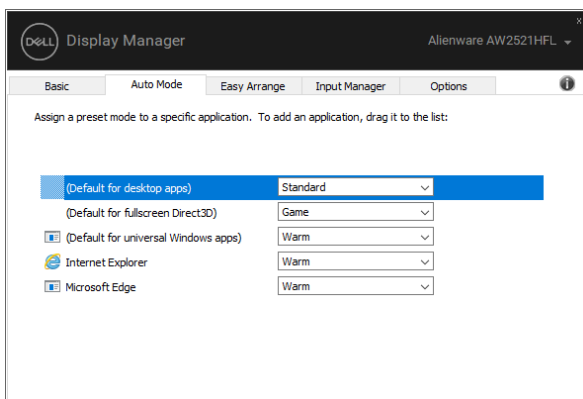 DELL Display Manager Alienware AW2521HFL
x
Basic Auto Mode Easy Arrange Input Manager Options i
Assign a preset mode to a specific application. To add an application, drag it to the list:
(Default for desktop apps) Standard
(Default for fullscreen Direct3D) Game
(Default for universal Windows apps) Warm
Internet Explorer Warm
Microsoft Edge Warm